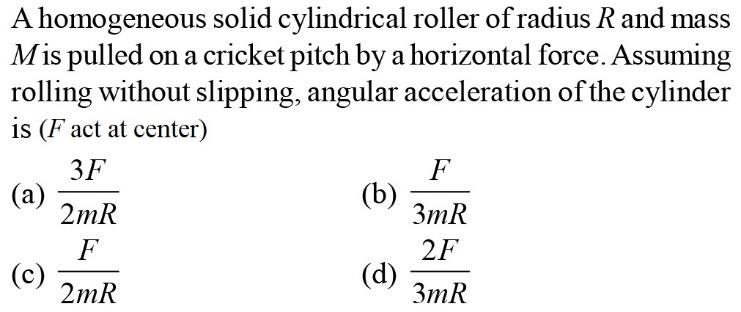 A homogeneous solid cylindrical roller of radius R and mass
M is pulled on a cricket pitch by a horizontal force. Assuming
rolling without slipping, angular acceleration of the cylinder
is (F act at center)
(a) 3F/2mR (b) F/3mR
(c) F/2mR (d) 2F/3mR